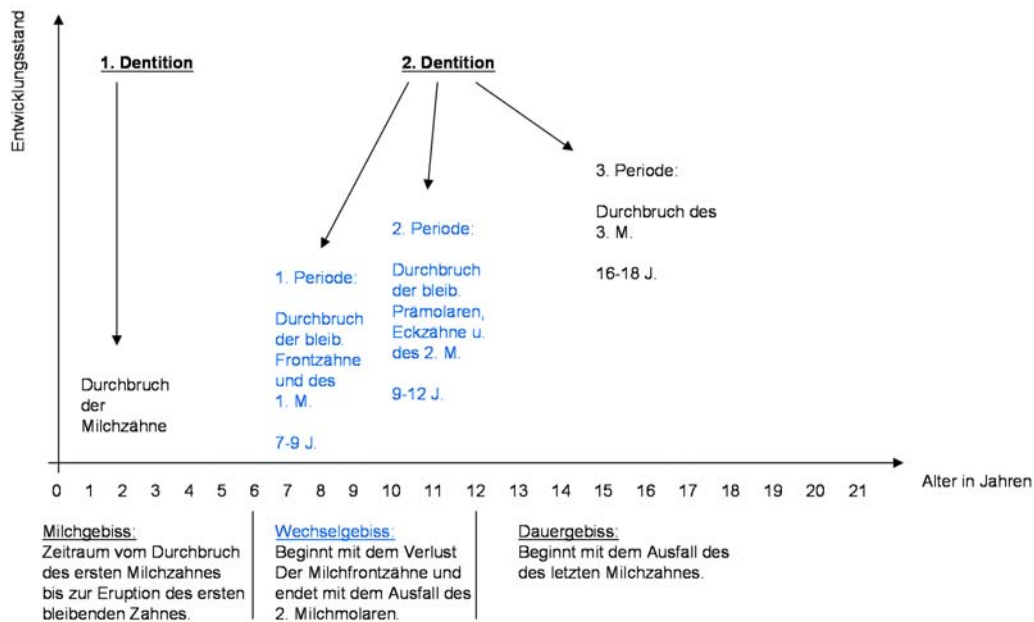 Entwicklungsstand
1. Dentition
2. Dentition
3. Periode:
Durchbruch des
3. M.
16-18 J.
2. Periode:
Durchbruch
der bleib.
Prämolaren,
Eckzähne u.
des 2. M.
9-12 J.
1. Periode:
Durchbruch
der bleib.
Frontzähne
und des
1. M.
7-9 J.
Durchbruch
der
Milchzähne
0 1 2 3 4 5 6 7 8 9 10 11 12 13 14 15 16 17 18 19 20 21
Alter in Jahren
Milchgebiss:
Zeitraum vom Durchbruch
des ersten Milchzahnes
bis zur Eruption des ersten
bleibenden Zahnes.
Wechselgebiss:
Beginnt mit dem Verlust
Der Milchfrontzähne und
endet mit dem Ausfall des
2. Milchmolaren.
Dauergebiss:
Beginnt mit dem Ausfall des
des letzten Milchzahnes.